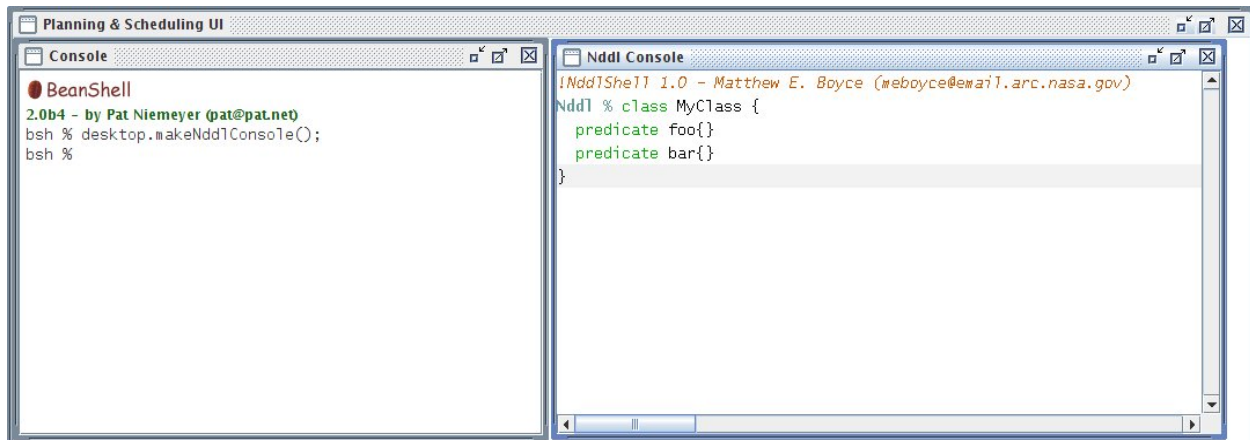 Planning & Scheduling UI
Console
BeanShell
2.0b4 – by Pat Niemeyer (pat@pat.net)
bsh % desktop.makeNddlConsole();
bsh %
Nddl Console
!NddlShell 1.0 - Matthew E. Boyce (meboyce@email.arc.nasa.gov)
Nddl % class MyClass {
  predicate foo{}
  predicate bar{}
}